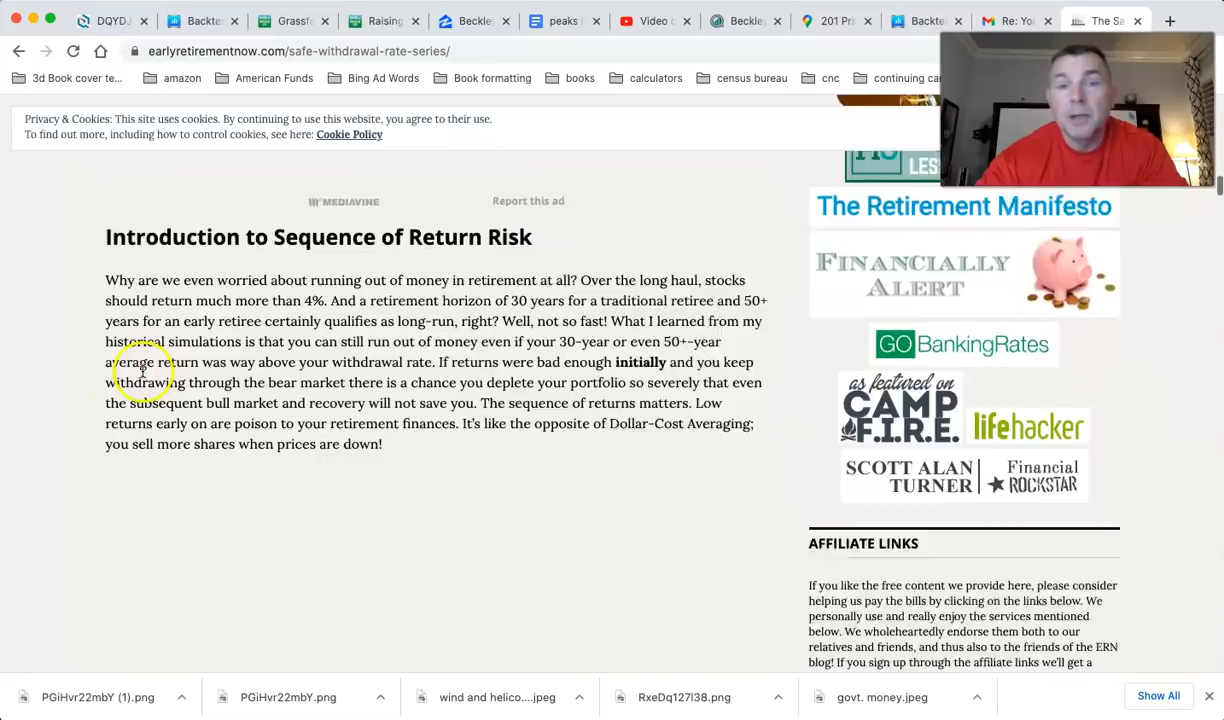 DQYDJ
Backtes
Grassfe
Raising
Beckley
peaks i
Video c
Beckley
201 Pri
Backte
Re: You
The Sa
earlyretirementnow.com/safe-withdrawal-rate-series/
3d Book cover te...
amazon
American Funds
Bing Ad Words
Book formatting
books
calculators
census bureau
cnc
continuing
Privacy & Cookies: This site uses cookies. By continuing to use this website, you agree to their use.
To find out more, including how to control cookies, see here: Cookie Policy
LES
MEDIAVINE
Report this ad
The Retirement Manifesto
Introduction to Sequence of Return Risk
Why are we even worried about running out of money in retirement at all? Over the long haul, stocks
should return much more than 4%. And a retirement horizon of 30 years for a traditional retiree and 50+
years for an early retiree certainly qualifies as long-run, right? Well, not so fast! What I learned from my
historical simulations is that you can still run out of money even if your 30-year or even 50+-year
average return was way above your withdrawal rate. If returns were bad enough initially and you keep
withdrawing through the bear market there is a chance you deplete your portfolio so severely that even
the subsequent bull market and recovery will not save you. The sequence of returns matters. Low
returns early on are poison to your retirement finances. It's like the opposite of Dollar-Cost Averaging;
you sell more shares when prices are down!
FINANCIALLY
ALERT
GOBankingRates
as featured on
CAMP
F.I.R.E.
lifehacker
SCOTT ALAN
TURNER
Financial
ROCKSTAR
AFFILIATE LINKS
If you like the free content we provide here, please consider
helping us pay the bills by clicking on the links below. We
personally use and really enjoy the services mentioned
below. We wholeheartedly endorse them both to our
relatives and friends, and thus also to the friends of the ERN
blog! If you sign up through the affiliate links we'll get a
PGiHvr22mbY (1).png
PGiHvr22mbY.png
wind and helico....jpeg
RxeDq127I38.png
govt. money.jpeg
Show All